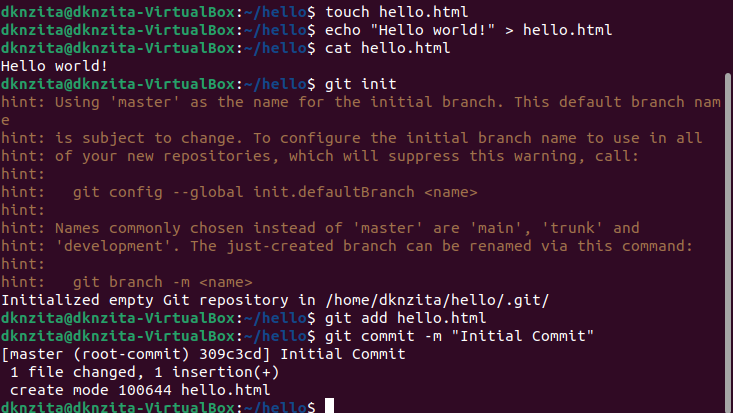 dknzita@dknzita-VirtualBox:~/hello$ touch hello.html
dknzita@dknzita-VirtualBox:~/hello$ echo "Hello world!" > hello.html
dknzita@dknzita-VirtualBox:~/hello$ cat hello.html
Hello world!
dknzita@dknzita-VirtualBox:~/hello$ git init
hint: Using 'master' as the name for the initial branch. This default branch nam
e
hint: is subject to change. To configure the initial branch name to use in all
hint: of your new repositories, which will suppress this warning, call:
hint:
hint:   git config --global init.defaultBranch <name>
hint:
hint: Names commonly chosen instead of 'master' are 'main', 'trunk' and
hint: 'development'. The just-created branch can be renamed via this command:
hint:
hint:   git branch -m <name>
Initialized empty Git repository in /home/dknzita/hello/.git/
dknzita@dknzita-VirtualBox:~/hello$ git add hello.html
dknzita@dknzita-VirtualBox:~/hello$ git commit -m "Initial Commit"
[master (root-commit) 309c3cd] Initial Commit
 1 file changed, 1 insertion(+)
 create mode 100644 hello.html
dknzita@dknzita-VirtualBox:~/hello$